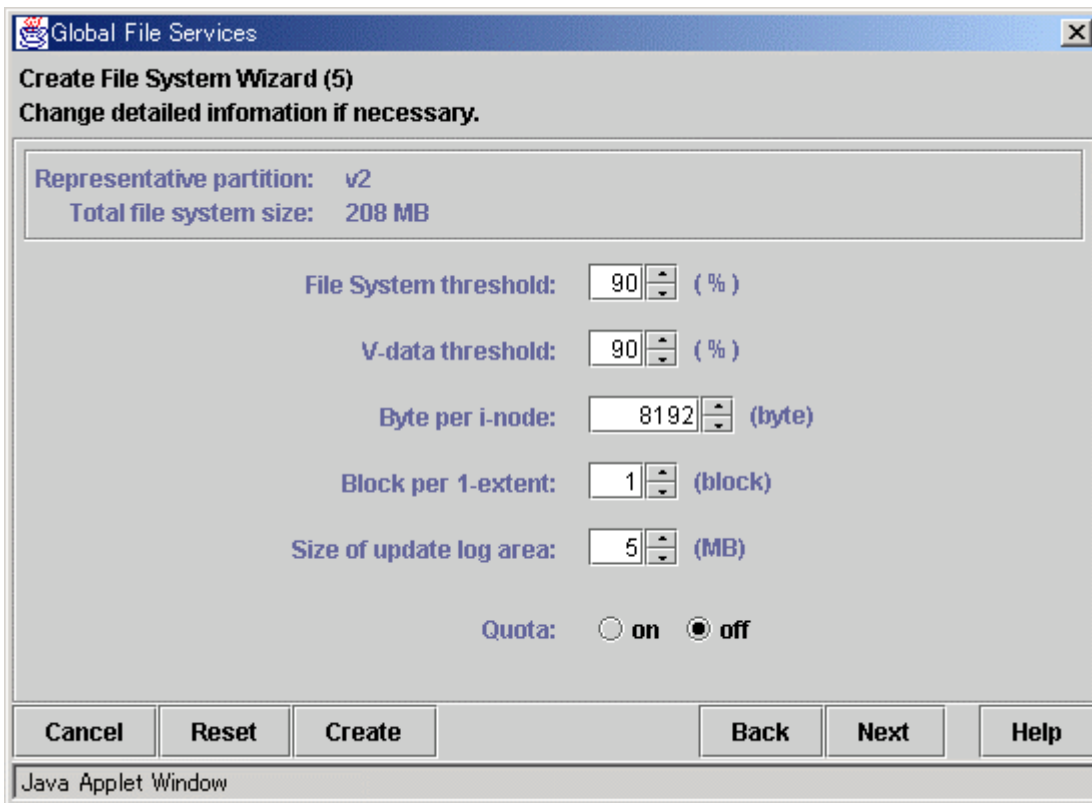 Global File Services
Create File System Wizard (5)
Change detailed infomation if necessary.
Representative partition: v2
Total file system size: 208 MB
File System threshold: 90 ( % )
V-data threshold: 90 ( % )
Byte per i-node: 8192 (byte)
Block per 1-extent: 1 (block)
Size of update log area: 5 (MB)
Quota: on off
Cancel Reset Create Back Next Help
Java Applet Window